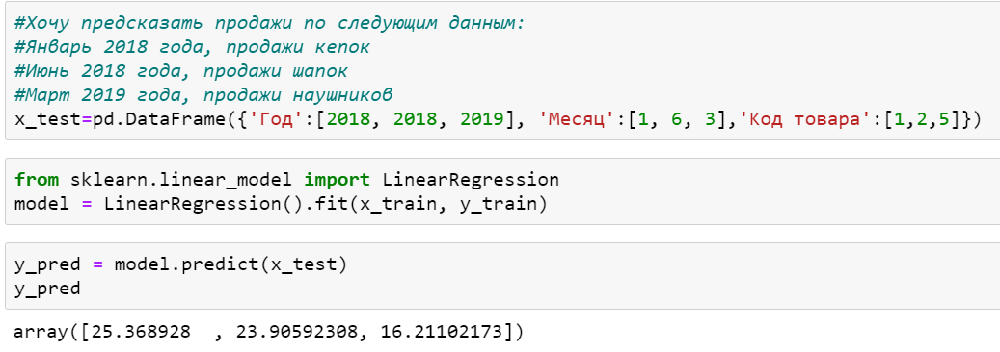 #Хочу предсказать продажи по следующим данным:
#Январь 2018 года, продажи кепок
#Июнь 2018 года, продажи шапок
#Март 2019 года, продажи наушников
x_test=pd.DataFrame({'Год':[2018, 2018, 2019], 'Месяц':[1, 6, 3],'Код товара':[1,2,5]})
from sklearn.linear_model import LinearRegression
model = LinearRegression().fit(x_train, y_train)
y_pred = model.predict(x_test)
y_pred
array([25.368928  , 23.90592308, 16.21102173])